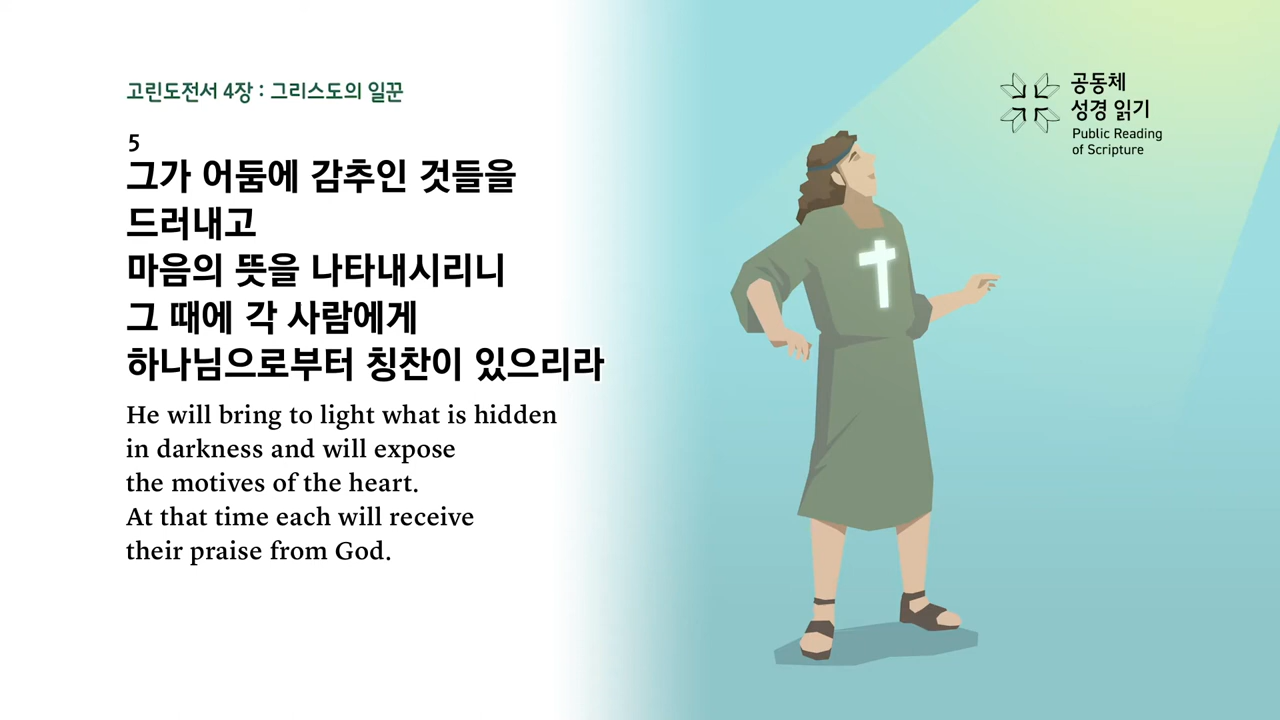 고린도전서 4장 : 그리스도의 일꾼
5
그가 어둠에 감추인 것들을
드러내고
마음의 뜻을 나타내시리니
그 때에 각 사람에게
하나님으로부터 칭찬이 있으리라
He will bring to light what is hidden
in darkness and will expose
the motives of the heart.
At that time each will receive
their praise from God.
공동체
성경 읽기
Public Reading
of Scripture